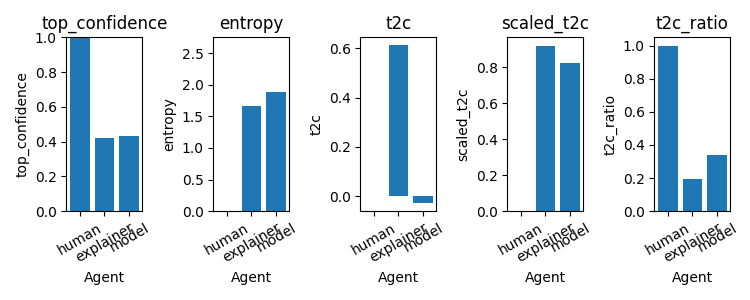 top_confidence
entropy
t2c
scaled_t2c
t2c_ratio
top_confidence
1.0
0.8
0.6
0.4
0.2
0.0
human
explainer
model
Agent
entropy
2.5
2.0
1.5
1.0
0.5
0.0
human
explainer
model
Agent
t2c
0.6
0.4
0.2
0.0
human
explainer
model
Agent
scaled_t2c
0.8
0.6
0.4
0.2
0.0
human
explainer
model
Agent
t2c_ratio
1.0
0.8
0.6
0.4
0.2
0.0
human
explainer
model
Agent